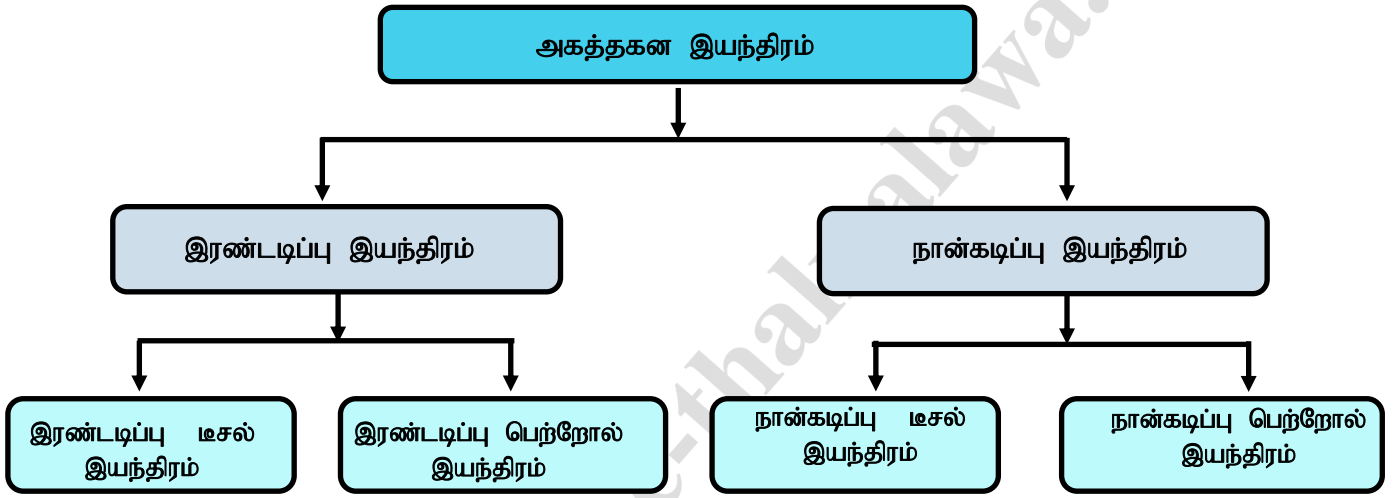 அகத்தகன இயந்திரம்
இரண்டடிப்பு இயந்திரம்
நான்கடிப்பு இயந்திரம்
இரண்டடிப்பு டீசல்
இயந்திரம்
இரண்டடிப்பு பெற்றோல்
இயந்திரம்
நான்கடிப்பு டீசல்
இயந்திரம்
நான்கடிப்பு பெற்றோல்
இயந்திரம்